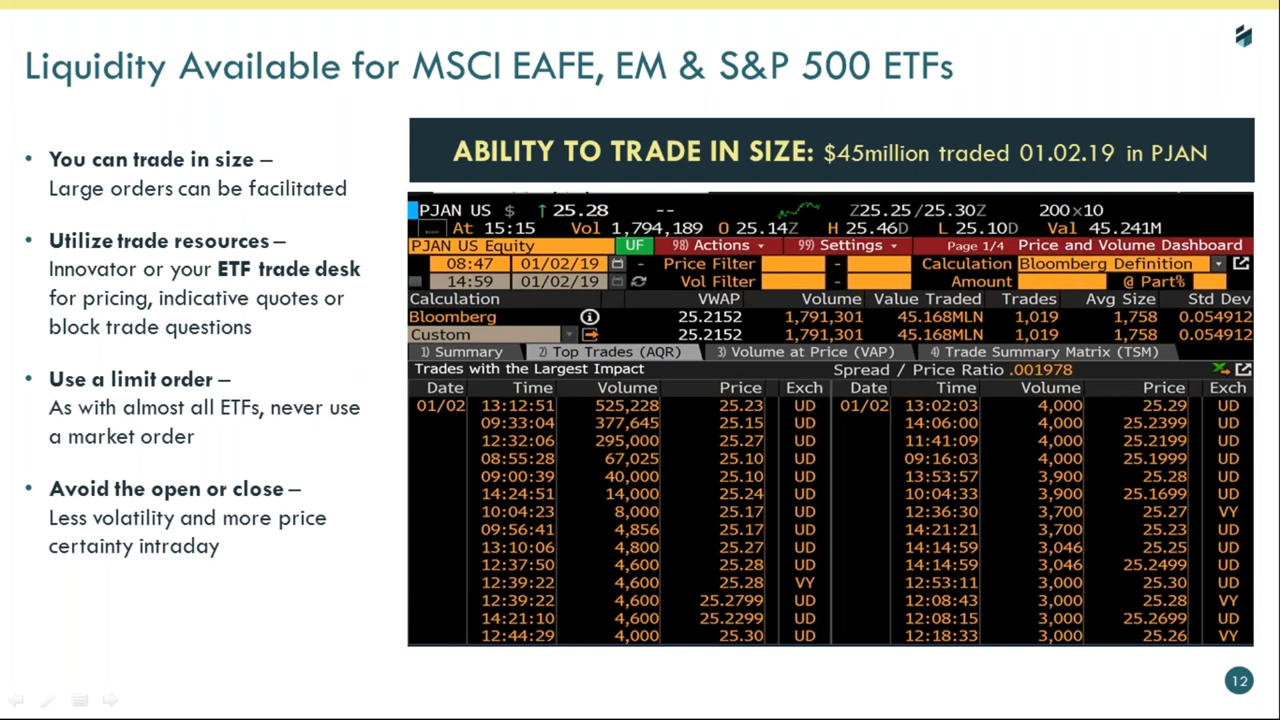 Liquidity Available for MSCI EAFE, EM & S&P 500 ETFs
• You can trade in size –
Large orders can be facilitated
• Utilize trade resources –
Innovator or your ETF trade desk
for pricing, indicative quotes or
block trade questions
• Use a limit order –
As with almost all ETFs, never use
a market order
• Avoid the open or close –
Less volatility and more price
certainty intraday
ABILITY TO TRADE IN SIZE: $45million traded 01.02.19 in PJAN
PJAN US $ ↑ 25.28 -- Z25.25/25.30Z 200x10
At 15:15 Vol 1,794,189 O 25.14Z H 25.46D L 25.10D Val 45.241M
PJAN US Equity UF 98) Actions 99) Settings Page 1/4 Price and Volume Dashboard
08:47 01/02/19 - Price Filter - Calculation Bloomberg Definition
14:59 01/02/19 Vol Filter - Amount @ Part%
Calculation VWAP Volume Value Traded Trades Avg Size Std Dev
Bloomberg 25.2152 1,791,301 45.168MLN 1,019 1,758 0.054912
Custom 25.2152 1,791,301 45.168MLN 1,019 1,758 0.054912
1) Summary 2) Top Trades (AQR) 3) Volume at Price (VAP) 4) Trade Summary Matrix (TSM)
Trades with the Largest Impact Spread / Price Ratio .001978
Date Time Volume Price Exch Date Time Volume Price Exch
01/02 13:12:51 525,228 25.23 UD 01/02 13:02:03 4,000 25.29 UD
09:33:04 377,645 25.15 UD 14:06:00 4,000 25.2399 UD
12:32:06 295,000 25.27 UD 11:41:09 4,000 25.2199 UD
08:55:28 67,025 25.10 UD 09:16:03 4,000 25.1999 UD
09:00:39 40,000 25.10 UD 13:53:57 3,900 25.28 UD
14:24:51 14,000 25.24 UD 10:04:33 3,900 25.1699 UD
10:04:23 8,000 25.17 UD 12:36:30 3,700 25.27 VY
09:56:41 4,856 25.17 UD 14:21:21 3,700 25.23 UD
13:10:06 4,800 25.27 UD 14:14:59 3,046 25.25 UD
12:37:50 4,600 25.28 UD 14:14:59 3,046 25.2499 UD
12:39:22 4,600 25.28 VY 12:53:11 3,000 25.30 UD
12:39:22 4,600 25.2799 UD 12:08:43 3,000 25.28 VY
14:21:10 4,600 25.2299 UD 12:08:15 3,000 25.2699 UD
12:44:29 4,000 25.30 UD 12:18:33 3,000 25.26 VY
12